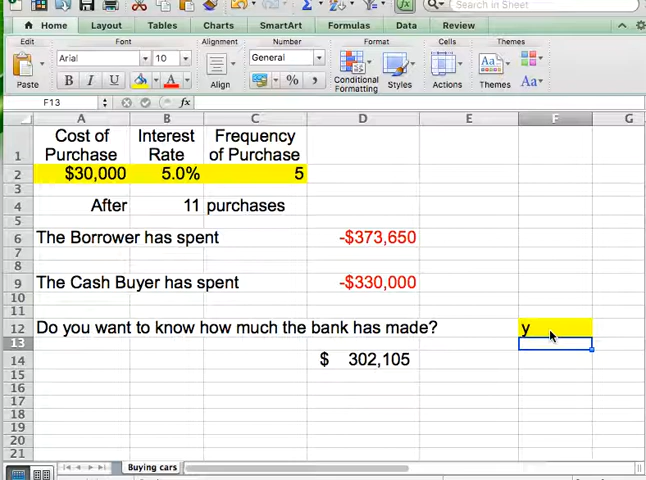 Search in Sheet
Home Layout Tables Charts SmartArt Formulas Data Review
Edit Font Alignment Number Format Cells Themes
Arial 10 General
Paste B I U A Align % , Conditional Formatting Styles Actions Aa Themes Aa
F13 fx
A B C D E F G
1 Cost of Purchase Interest Rate Frequency of Purchase
2 $30,000 5.0% 5
3
4 After 11 purchases
5
6 The Borrower has spent -$373,650
7
8
9 The Cash Buyer has spent -$330,000
10
11
12 Do you want to know how much the bank has made? y
13
14 $ 302,105
15
16
17
18
19
20
21
Buying cars